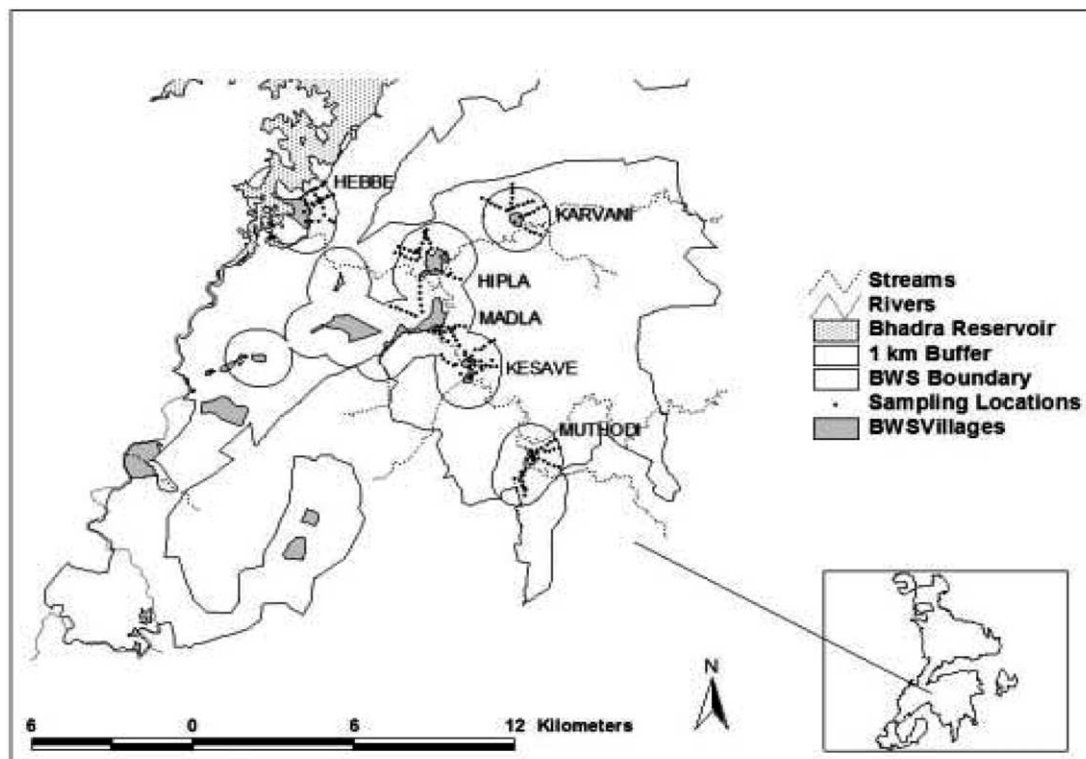 HEBBE
KARVANI
HIPLA
MADLA
KESAVE
MUTHODI
Streams
Rivers
Bhadra Reservoir
1 km Buffer
BWS Boundary
Sampling Locations
BWSVillages
N
6 0 6 12 Kilometers